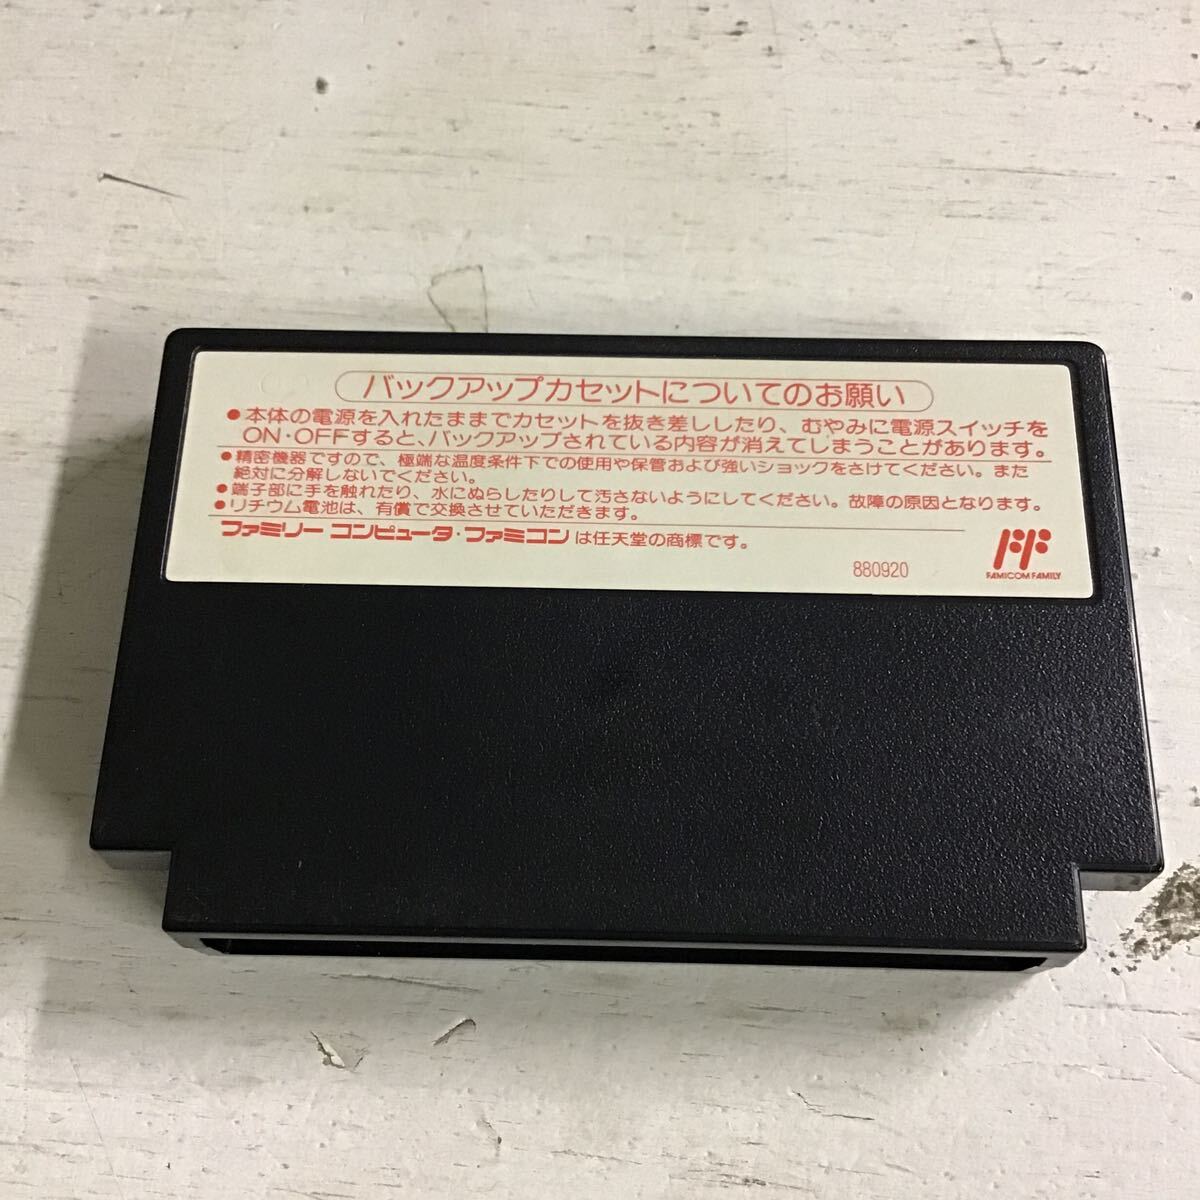 バックアップカセットについてのお願い
●本体の電源を入れたままでカセットを抜き差ししたり、むやみに電源スイッチを
ON・OFFすると、バックアップされている内容が消えてしまうことがあります。
●精密機器ですので、極端な温度条件下での使用や保管および強いショックをさけてください。また
絶対に分解しないでください。
●端子部に手を触れたり、水にぬらしたりして汚さないようにしてください。故障の原因となります。
●リチウム電池は、有償で交換させていただきます。
ファミリーコンピュータ・ファミコンは任天堂の商標です。
880920
FAMICOM FAMILY